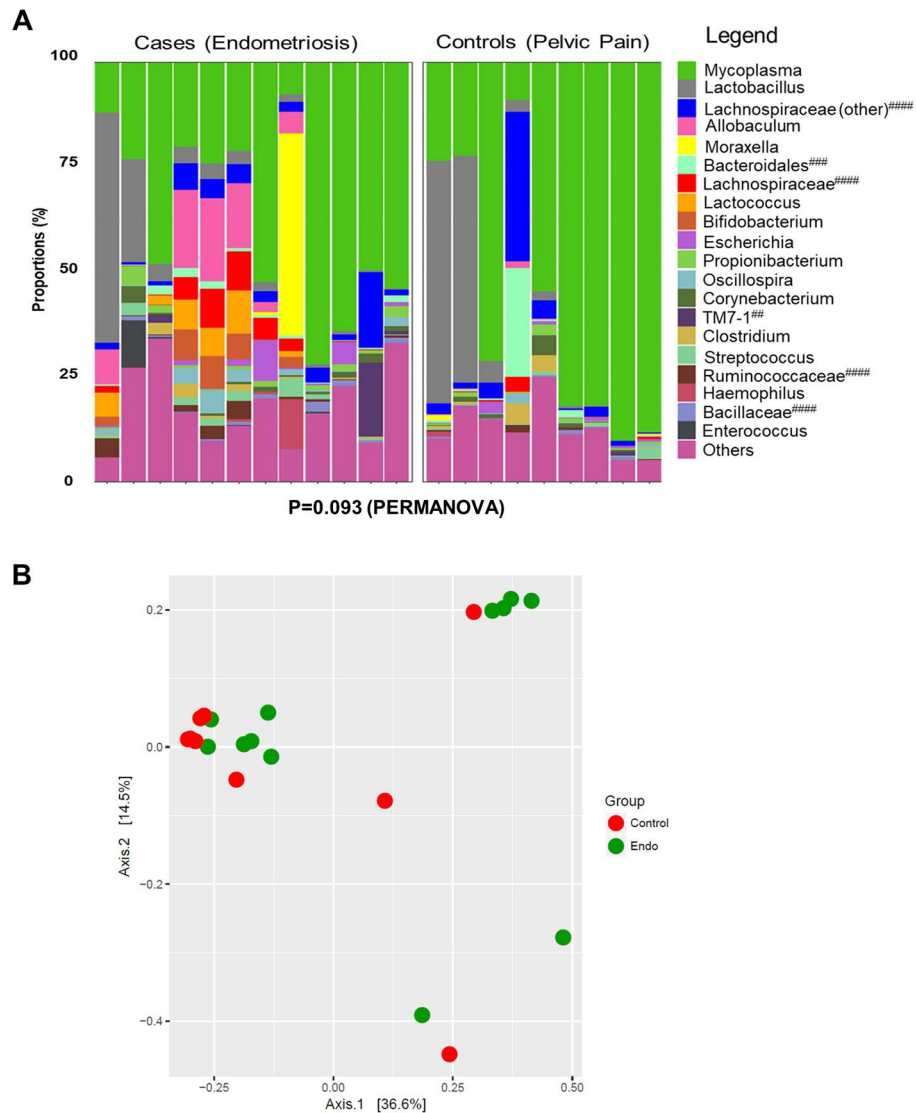 A
Cases (Endometriosis)
Controls (Pelvic Pain)
Legend
100
75
50
25
0
Proportions (%)
Mycoplasma
Lactobacillus
Lachnospiraceae (other)####
Allobaculum
Moraxella
Bacteroidales###
Lachnospiraceae####
Lactococcus
Bifidobacterium
Escherichia
Propionibacterium
Oscillospira
Corynebacterium
TM7-1##
Clostridium
Streptococcus
Ruminococcaceae####
Haemophilus
Bacillaceae####
Enterococcus
Others
P=0.093 (PERMANOVA)
B
0.2
0.0
−0.2
−0.4
Axis.2 [14.5%]
−0.25
0.00
0.25
0.50
Axis.1 [36.6%]
Group
Control
Endo